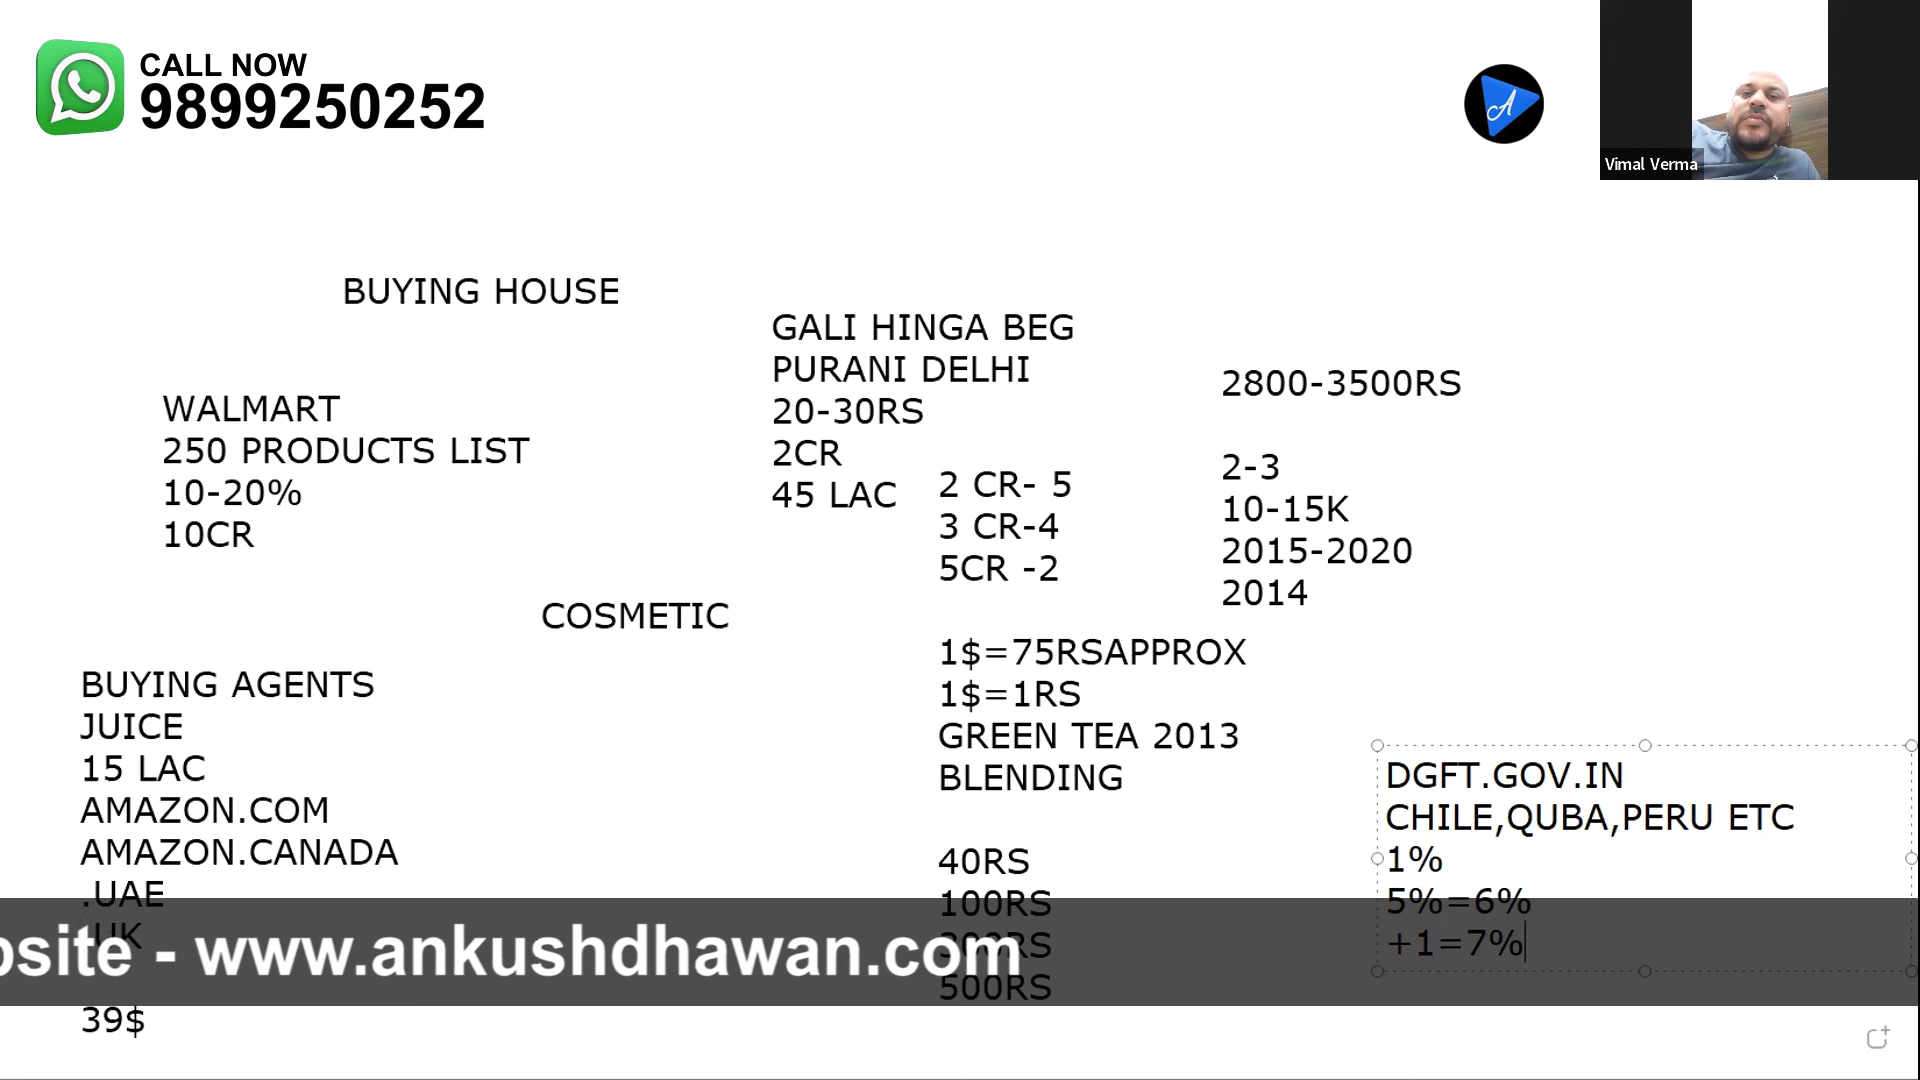 CALL NOW
9899250252
A
Vimal Verma
BUYING HOUSE
WALMART
250 PRODUCTS LIST
10-20%
10CR
GALI HINGA BEG
PURANI DELHI
20-30RS
2CR
45 LAC
2 CR- 5
3 CR-4
5CR -2
2800-3500RS
2-3
10-15K
2015-2020
2014
COSMETIC
BUYING AGENTS
JUICE
15 LAC
AMAZON.COM
AMAZON.CANADA
.UAE
.UK
39$
1$=75RSAPPROX
1$=1RS
GREEN TEA 2013
BLENDING
40RS
100RS
300RS
500RS
DGFT.GOV.IN
CHILE,QUBA,PERU ETC
1%
5%=6%
+1=7%
bsite - www.ankushdhawan.com